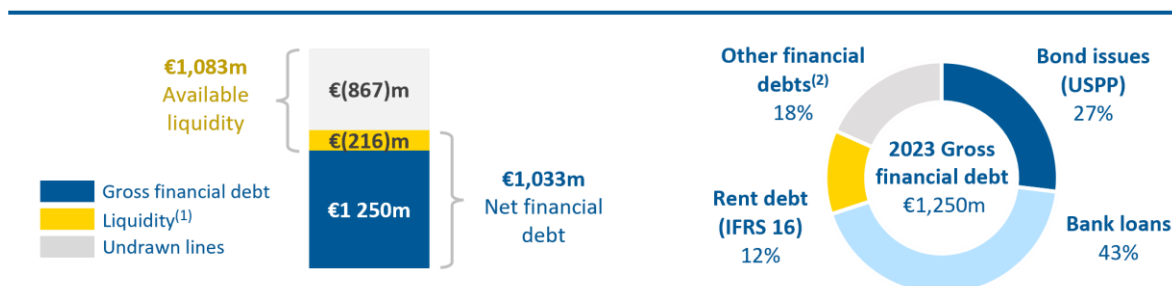 €1,083m
Available
liquidity
€(867)m
€(216)m
€1 250m
€1,033m
Net financial
debt
Gross financial debt
Liquidity(1)
Undrawn lines
Other financial
debts(2)
18%
Bond issues
(USPP)
27%
2023 Gross
financial debt
€1,250m
Rent debt
(IFRS 16)
12%
Bank loans
43%